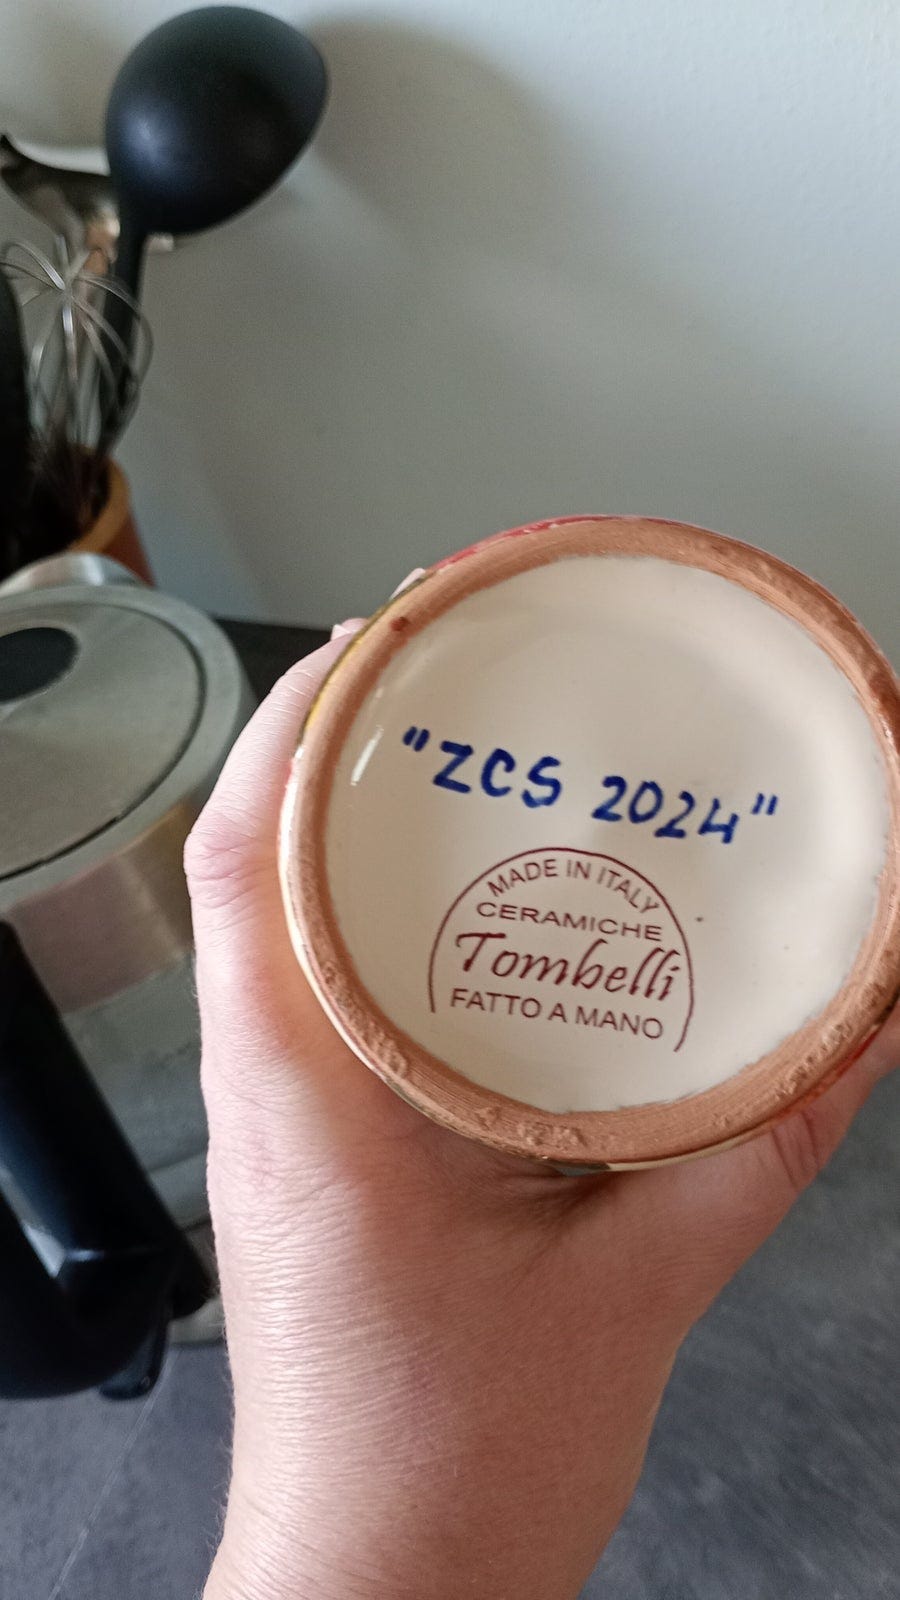 "ZCS 2024"
MADE IN ITALY
CERAMICHE
Tombelli
FATTO A MANO